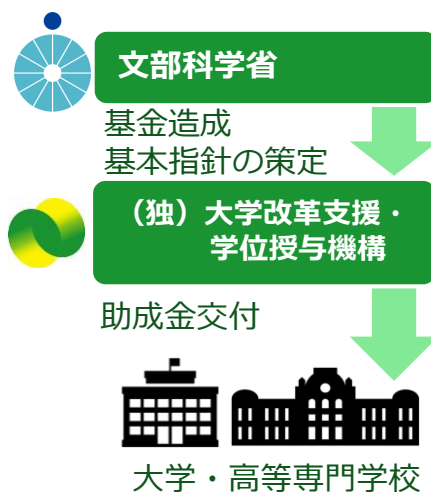 文部科学省
基金造成
基本指針の策定
（独）大学改革支援・
学位授与機構
助成金交付
大学・高等専門学校